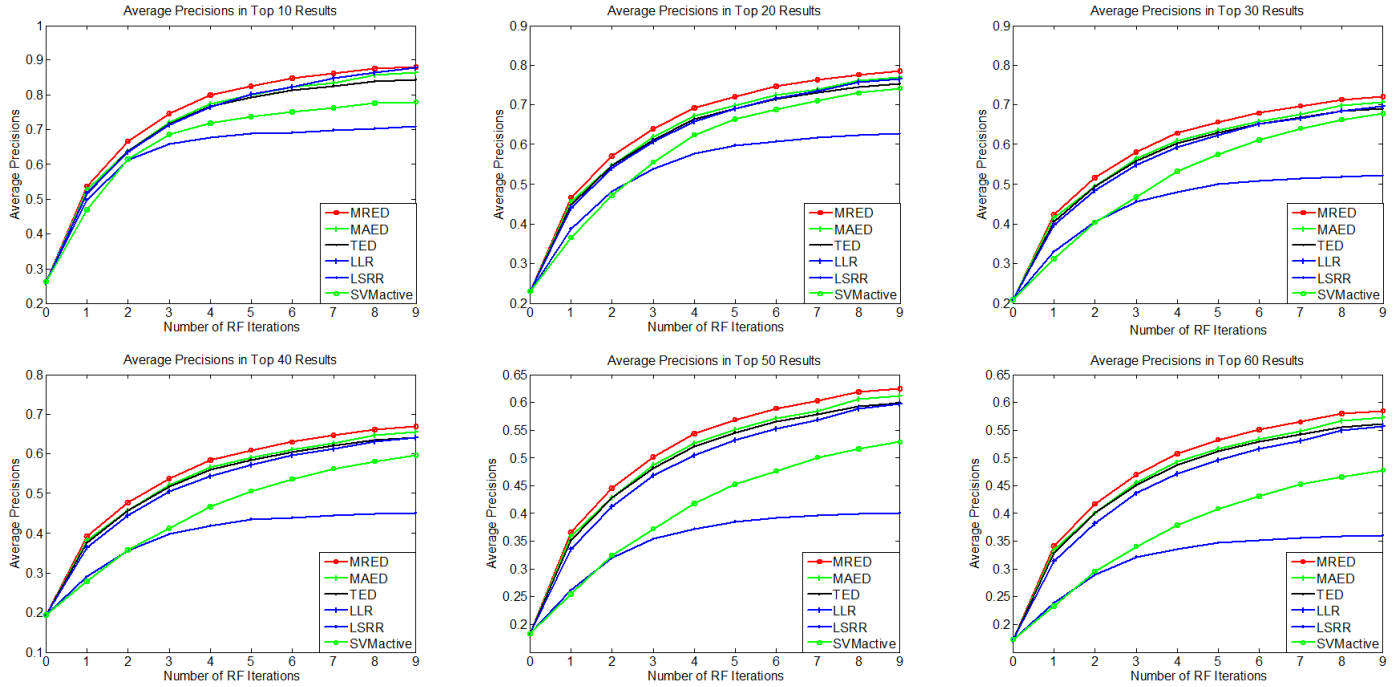 Average Precisions in Top 10 Results
1
0.9
0.8
0.7
0.6
0.5
0.4
0.3
0.2
Average Precisions
0 1 2 3 4 5 6 7 8 9
Number of RF Iterations
MRED
MAED
TED
LLR
LSRR
SVMactive
Average Precisions in Top 20 Results
0.9
0.8
0.7
0.6
0.5
0.4
0.3
0.2
Average Precisions
0 1 2 3 4 5 6 7 8 9
Number of RF Iterations
MRED
MAED
TED
LLR
LSRR
SVMactive
Average Precisions in Top 30 Results
0.9
0.8
0.7
0.6
0.5
0.4
0.3
0.2
Average Precisions
0 1 2 3 4 5 6 7 8 9
Number of RF Iterations
MRED
MAED
TED
LLR
LSRR
SVMactive
Average Precisions in Top 40 Results
0.8
0.7
0.6
0.5
0.4
0.3
0.2
0.1
Average Precisions
0 1 2 3 4 5 6 7 8 9
Number of RF Iterations
MRED
MAED
TED
LLR
LSRR
SVMactive
Average Precisions in Top 50 Results
0.65
0.6
0.55
0.5
0.45
0.4
0.35
0.3
0.25
0.2
Average Precisions
0 1 2 3 4 5 6 7 8 9
Number of RF Iterations
MRED
MAED
TED
LLR
LSRR
SVMactive
Average Precisions in Top 60 Results
0.65
0.6
0.55
0.5
0.45
0.4
0.35
0.3
0.25
0.2
Average Precisions
0 1 2 3 4 5 6 7 8 9
Number of RF Iterations
MRED
MAED
TED
LLR
LSRR
SVMactive